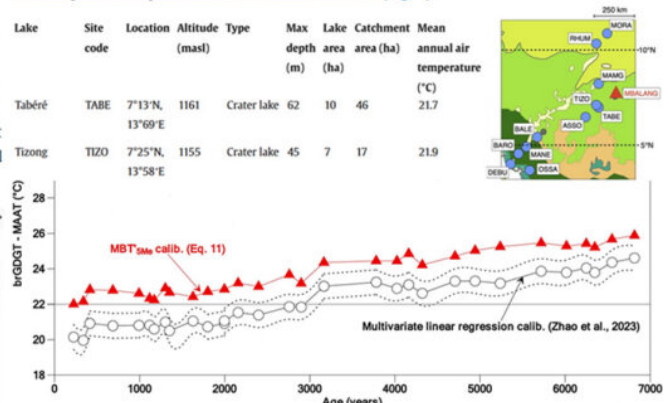 Lake Site code Location Altitude (masl) Type Max depth (m) Lake area (ha) Catchment area (ha) Mean annual air temperature (°C)
Tabéré TABE 7°13″N, 13°69″E 1161 Crater lake 62 10 46 21.7
Tizong TIZO 7°25″N, 13°58″E 1155 Crater lake 45 7 17 21.9
250 km
MORA
RHUM
10°N
MAMG
MBALANG
TIZO
TABE
ASSO
BALE
5°N
BARO
MANE
DEBU
OSSA
brGDGT - MAAT (°C)
28
26
24
22
20
18
MBT'5Me calib. (Eq. 11)
Multivariate linear regression calib. (Zhao et al., 2023)
0 1000 2000 3000 4000 5000 6000 7000
Age (years)